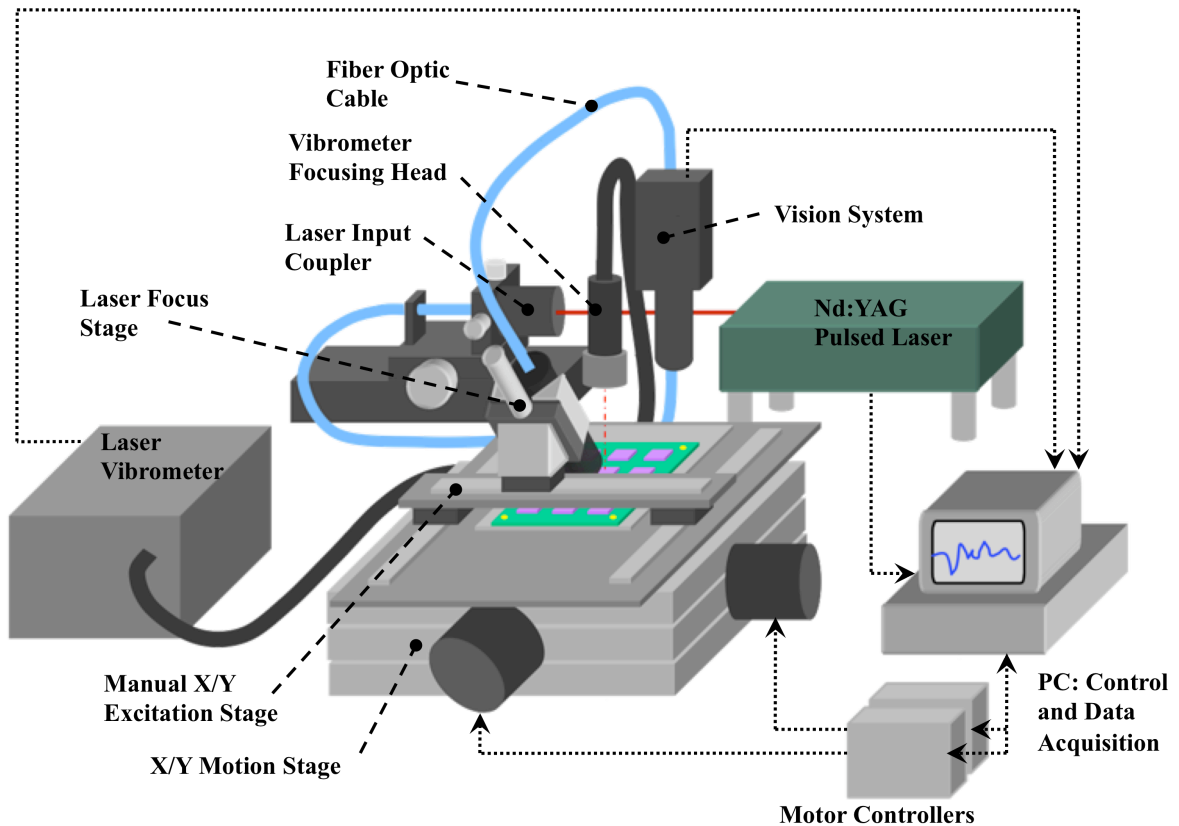 Fiber Optic
Cable
Vibrometer
Focusing Head
Vision System
Laser Input
Coupler
Laser Focus
Stage
Nd:YAG
Pulsed Laser
Laser
Vibrometer
Manual X/Y
Excitation Stage
X/Y Motion Stage
PC: Control
and Data
Acquisition
Motor Controllers